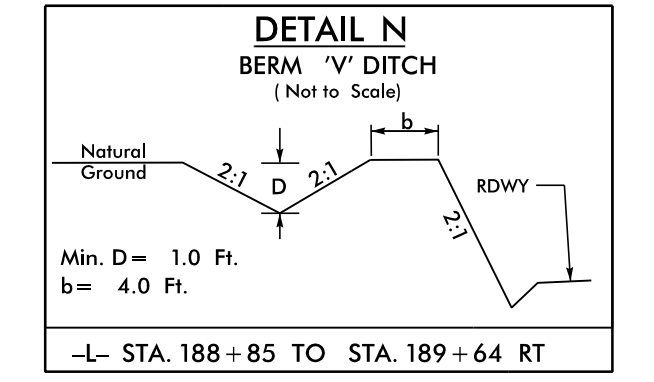 DETAIL N
BERM 'V' DITCH
( Not to Scale)
b
Natural
Ground
2:1
D
2:1
2:1
RDWY
Min. D= 1.0 Ft.
b= 4.0 Ft.
-L- STA. 188+85 TO STA. 189+64 RT